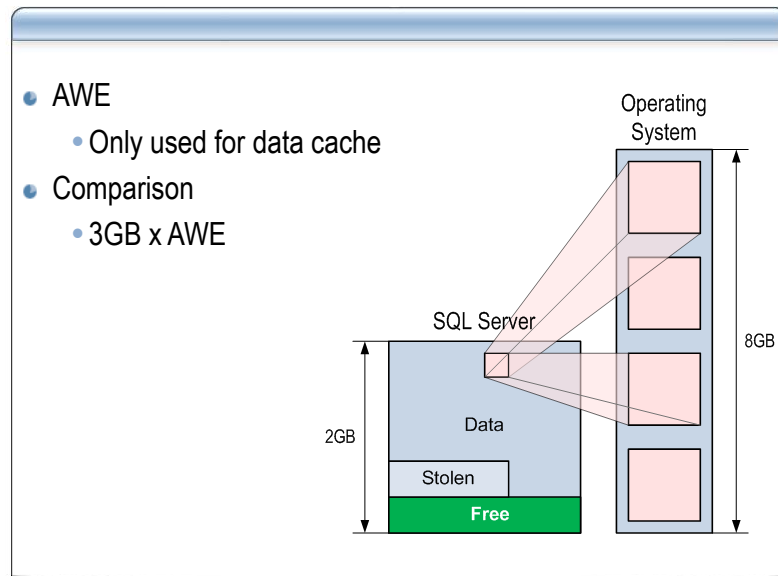 AWE
Only used for data cache
Comparison
3GB x AWE
Operating
System
SQL Server
8GB
2GB
Data
Stolen
Free